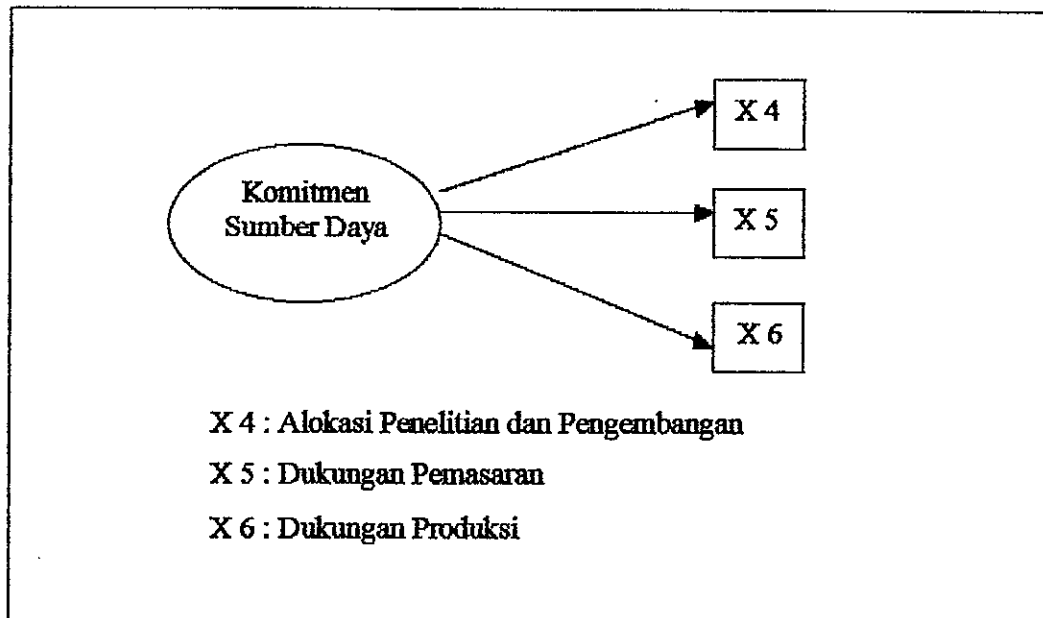 X 4
Komitmen
Sumber Daya
X 5
X 6
X 4 : Alokasi Penelitian dan Pengembangan
X 5 : Dukungan Pemasaran
X 6 : Dukungan Produksi